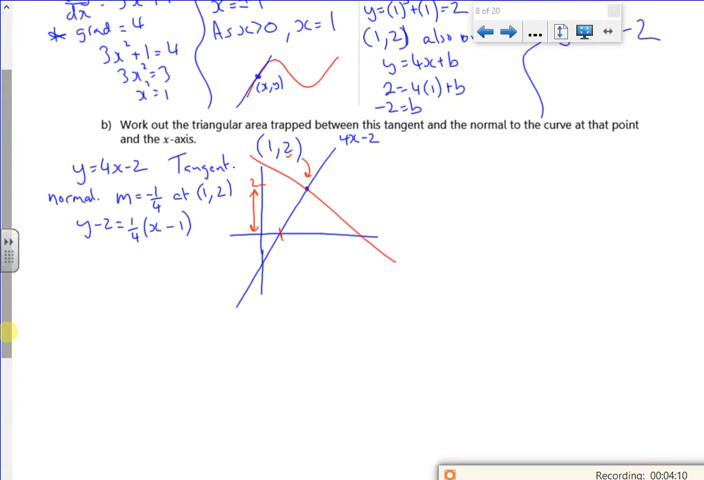 * grad = 4
3x² + 1 = 4
3x² = 3
x² = 1
As x > 0, x = 1
(x, y)
y = (1)³ + (1) = 2
(1, 2) also
y = 4x + b
2 = 4(1) + b
-2 = b
-2
8 of 20
b) Work out the triangular area trapped between this tangent and the normal to the curve at that point
and the x-axis.
y = 4x - 2 Tangent.
normal. m = -1/4 at (1, 2)
y - 2 = 1/4 (x - 1)
(1, 2)
4x - 2
2
Recording: 00:04:10